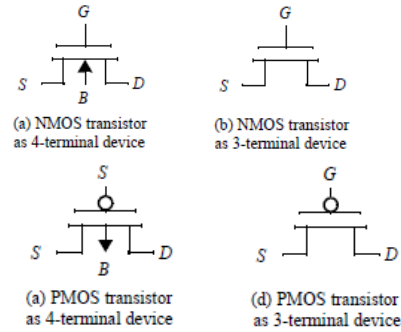 G
G
S
D
S
D
B
(a) NMOS transistor
as 4-terminal device
(b) NMOS transistor
as 3-terminal device
S
G
S
D
S
D
B
(a) PMOS transistor
as 4-terminal device
(d) PMOS transistor
as 3-terminal device